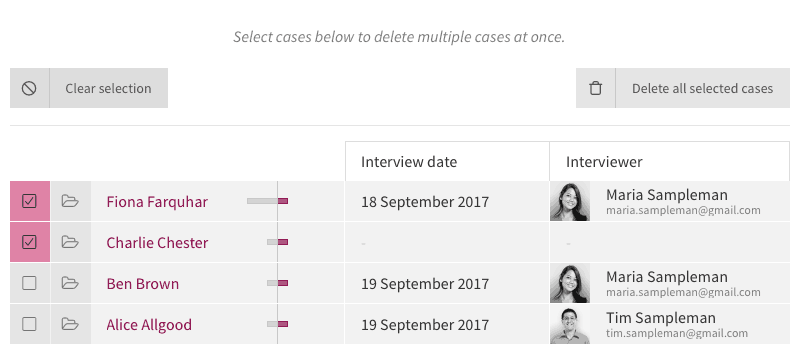 Select cases below to delete multiple cases at once.
Clear selection
Delete all selected cases
Interview date
Interviewer
Fiona Farquhar
18 September 2017
Maria Sampleman
maria.sampleman@gmail.com
Charlie Chester
-
-
Ben Brown
19 September 2017
Maria Sampleman
maria.sampleman@gmail.com
Alice Allgood
19 September 2017
Tim Sampleman
tim.sampleman@gmail.com